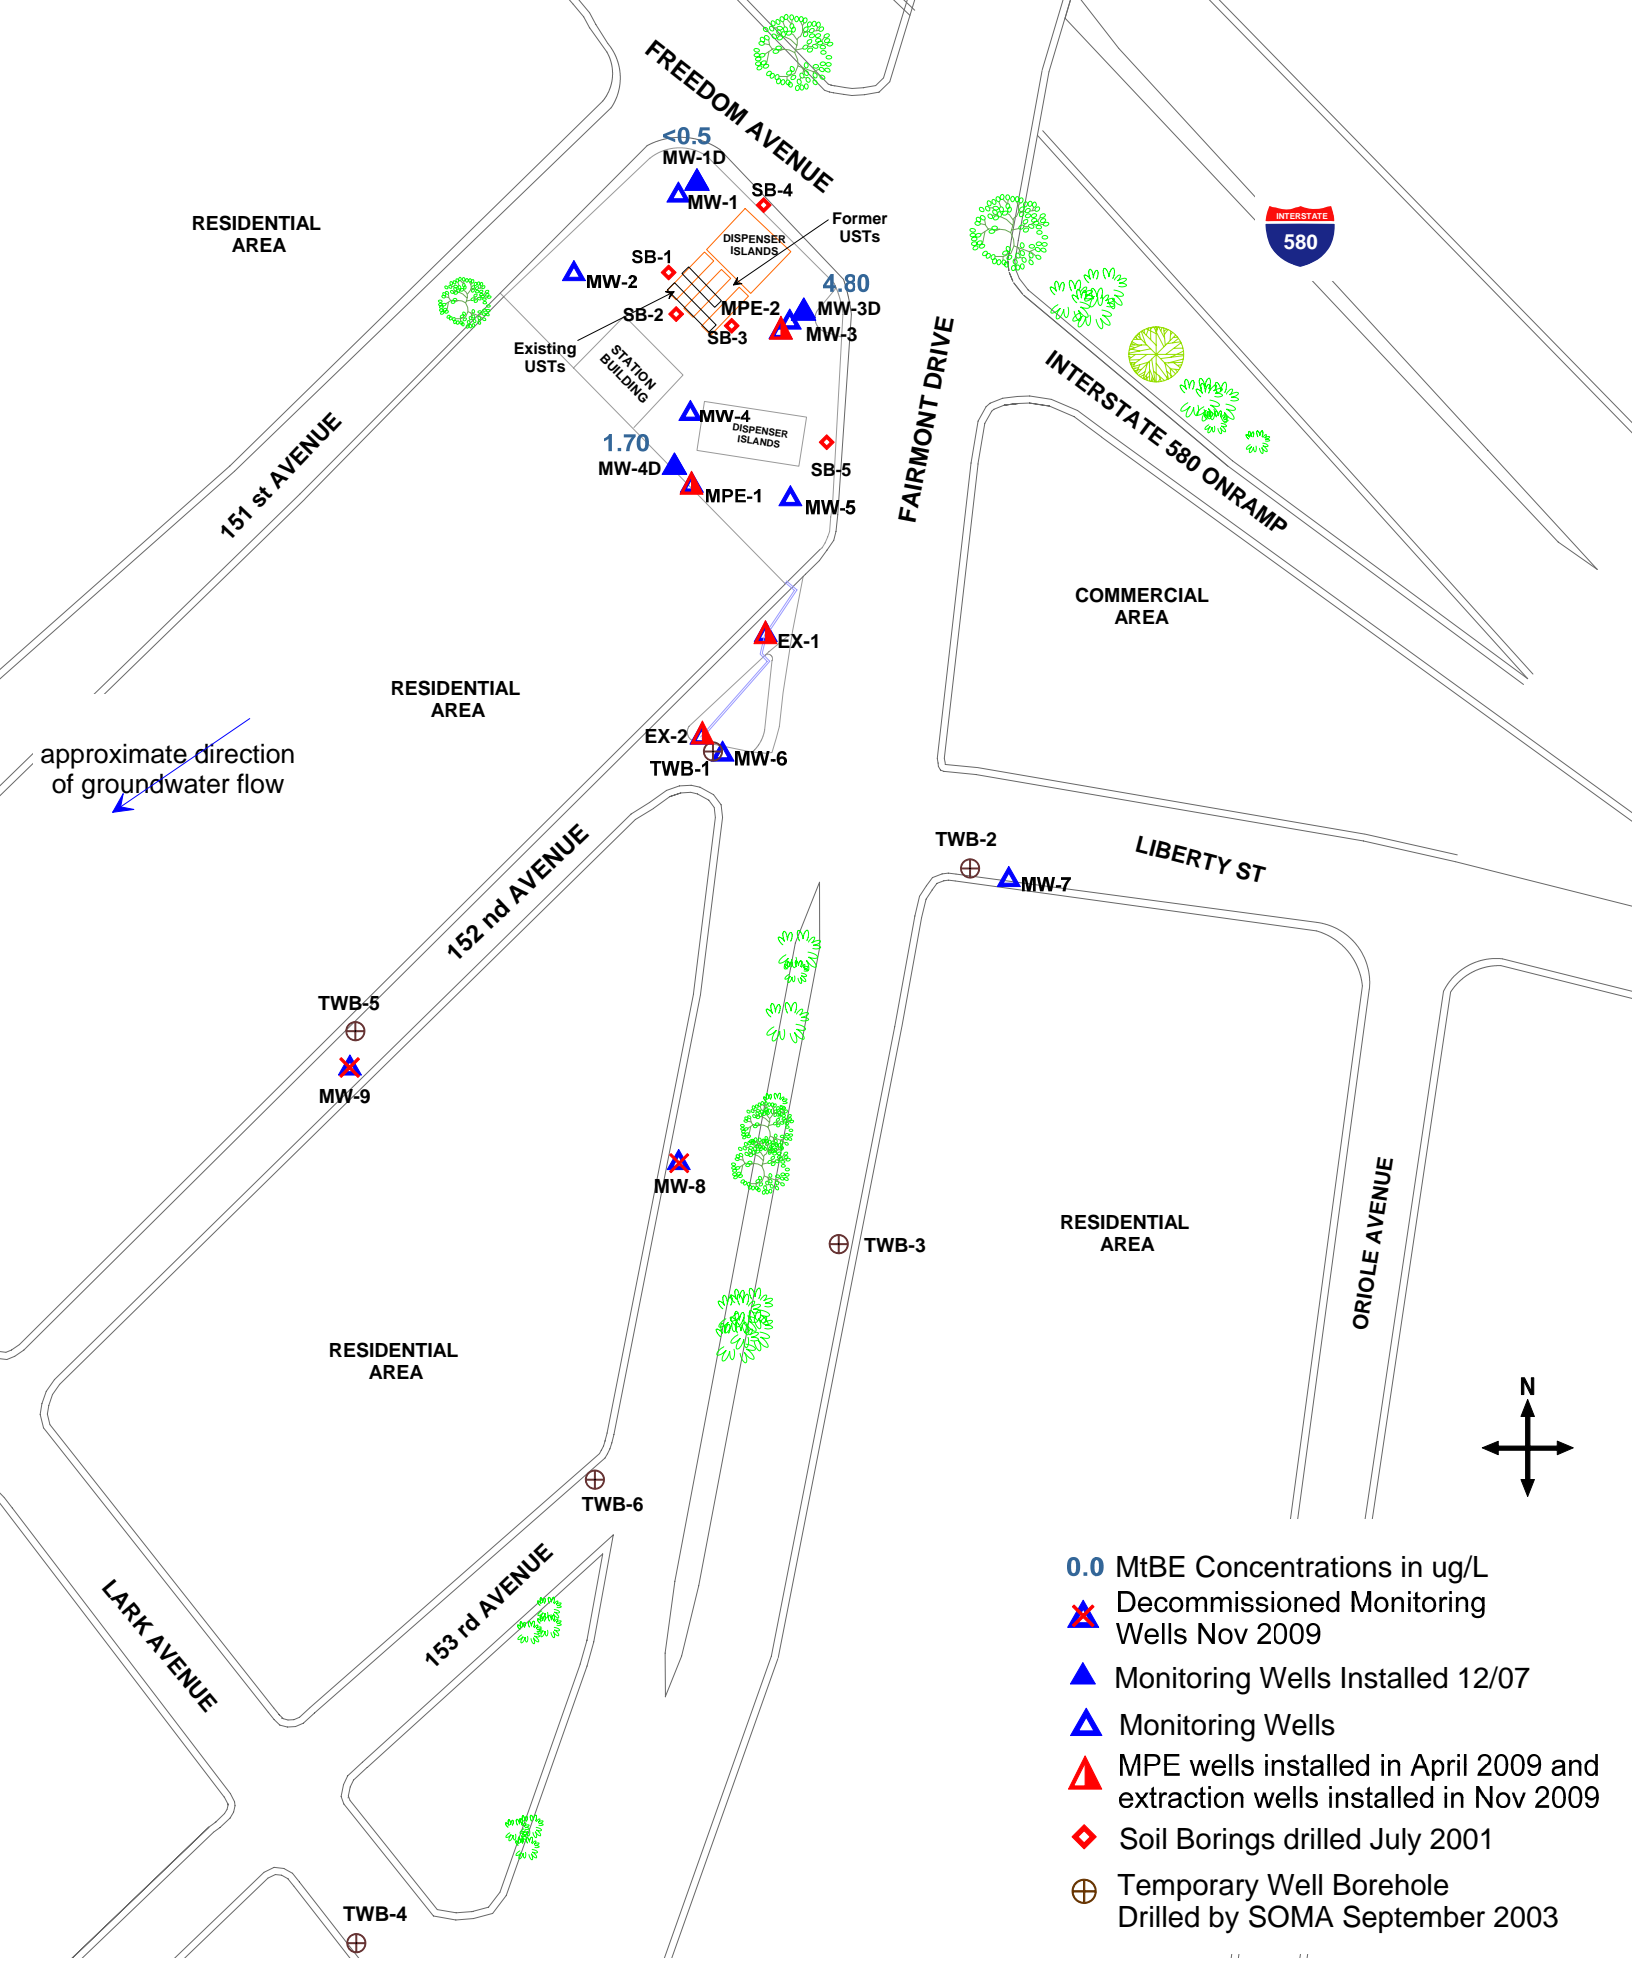 FREEDOM AVENUE
<0.5
MW-1D
MW-1
SB-4
RESIDENTIAL
AREA
Former
USTs
DISPENSER
ISLANDS
INTERSTATE
580
SB-1
MW-2
4.80
MPE-2
MW-3D
SB-2
SB-3
MW-3
Existing
USTs
STATION
BUILDING
FAIRMONT DRIVE
INTERSTATE 580 ONRAMP
MW-4
DISPENSER
ISLANDS
1.70
MW-4D
SB-5
MPE-1
MW-5
151 st AVENUE
COMMERCIAL
AREA
EX-1
RESIDENTIAL
AREA
EX-2
TWB-1
MW-6
approximate direction
of groundwater flow
TWB-2
MW-7
LIBERTY ST
152 nd AVENUE
TWB-5
MW-9
MW-8
TWB-3
RESIDENTIAL
AREA
ORIOLE AVENUE
RESIDENTIAL
AREA
N
TWB-6
153 rd AVENUE
LARK AVENUE
TWB-4
0.0 MtBE Concentrations in ug/L
Decommissioned Monitoring
Wells Nov 2009
Monitoring Wells Installed 12/07
Monitoring Wells
MPE wells installed in April 2009 and
extraction wells installed in Nov 2009
Soil Borings drilled July 2001
Temporary Well Borehole
Drilled by SOMA September 2003